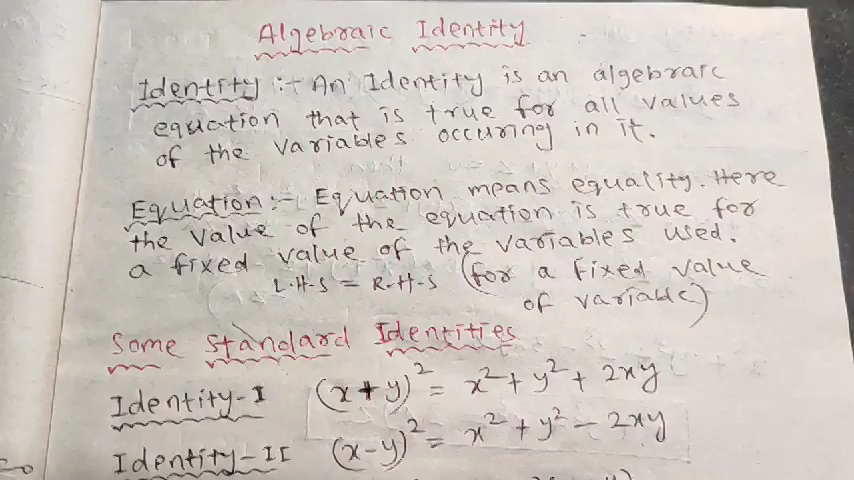 Algebraic Identity
Identity :- An Identity is an algebraic
equation that is true for all values
of the variables occuring in it.
Equation :- Equation means equality. Here
the value of the equation is true for
a fixed value of the variables used.
L.H.S = R.H.S (for a fixed value
of variable)
Some Standard Identities
Identity-I (x+y)² = x² + y² + 2xy
Identity-II (x-y)² = x² + y² - 2xy